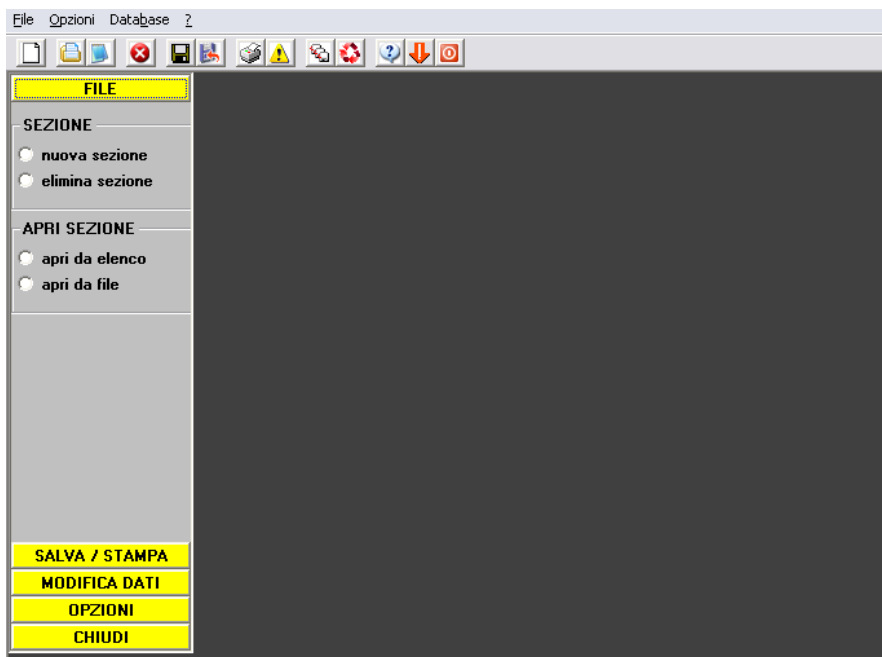 File Opzioni Database ?
FILE
SEZIONE
nuova sezione
elimina sezione
APRI SEZIONE
apri da elenco
apri da file
SALVA / STAMPA
MODIFICA DATI
OPZIONI
CHIUDI